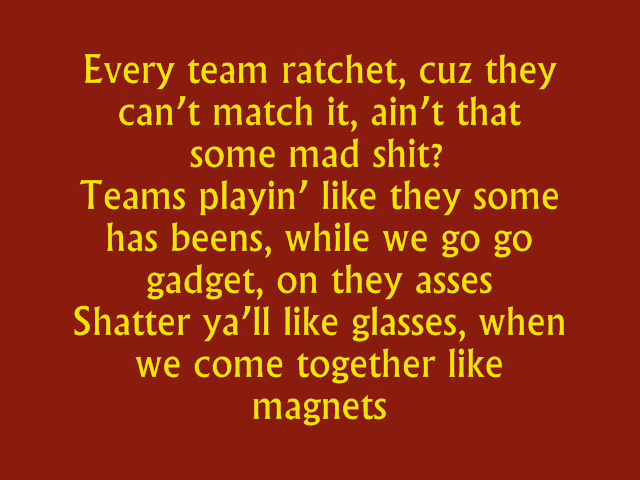 Every team ratchet, cuz they
can't match it, ain't that
some mad shit?
Teams playin' like they some
has beens, while we go go
gadget, on they asses
Shatter ya'll like glasses, when
we come together like
magnets